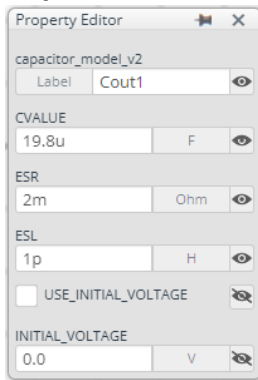 Property Editor
capacitor_model_v2
Label Cout1
CVALUE
19.8u F
ESR
2m Ohm
ESL
1p H
USE_INITIAL_VOLTAGE
INITIAL_VOLTAGE
0.0 V